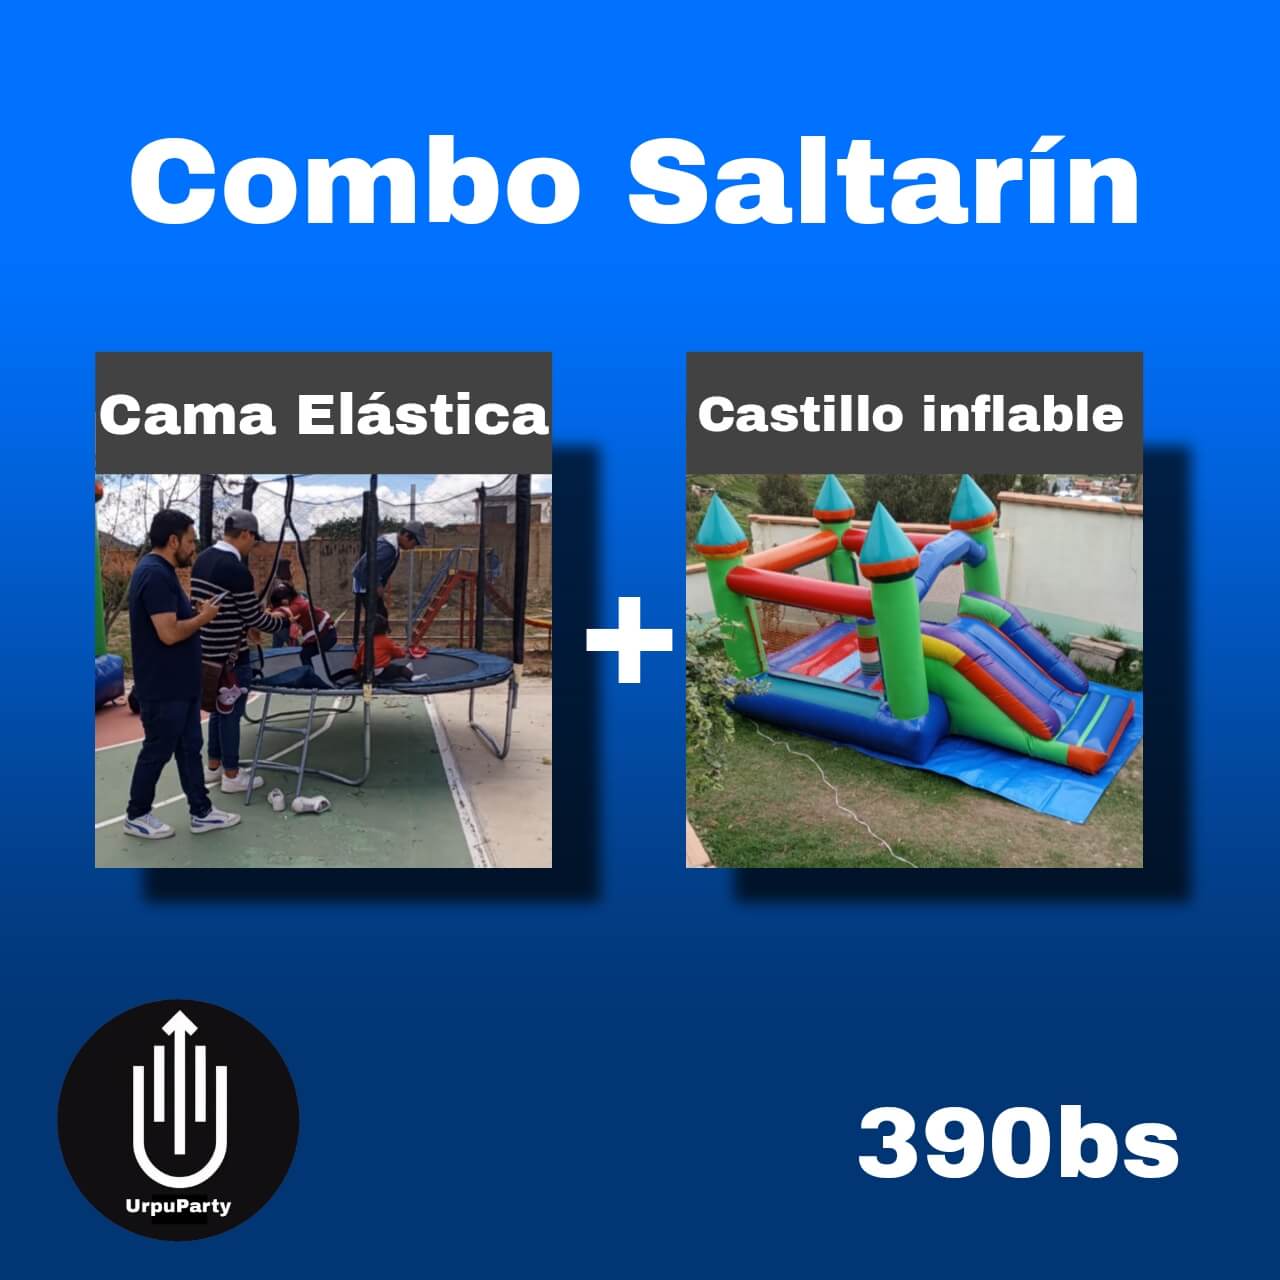 Combo Saltarín
Cama Elástica
Castillo inflable
+
390bs
UrpuParty